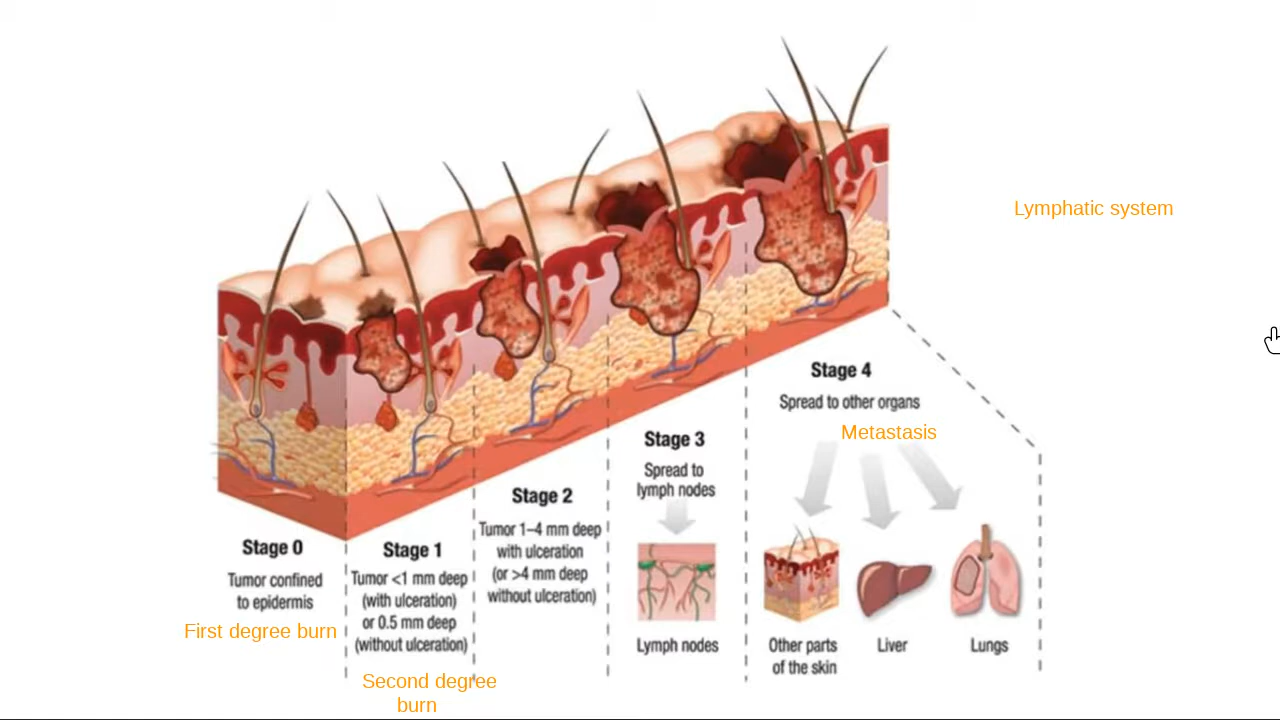 Lymphatic system
Stage 4
Spread to other organs
Metastasis
Stage 3
Spread to
lymph nodes
Stage 2
Tumor 1–4 mm deep
with ulceration
(or >4 mm deep
without ulceration)
Stage 0
Tumor confined
to epidermis
First degree burn
Stage 1
Tumor <1 mm deep
(with ulceration)
or 0.5 mm deep
(without ulceration)
Second degree
burn
Lymph nodes
Other parts
of the skin
Liver
Lungs